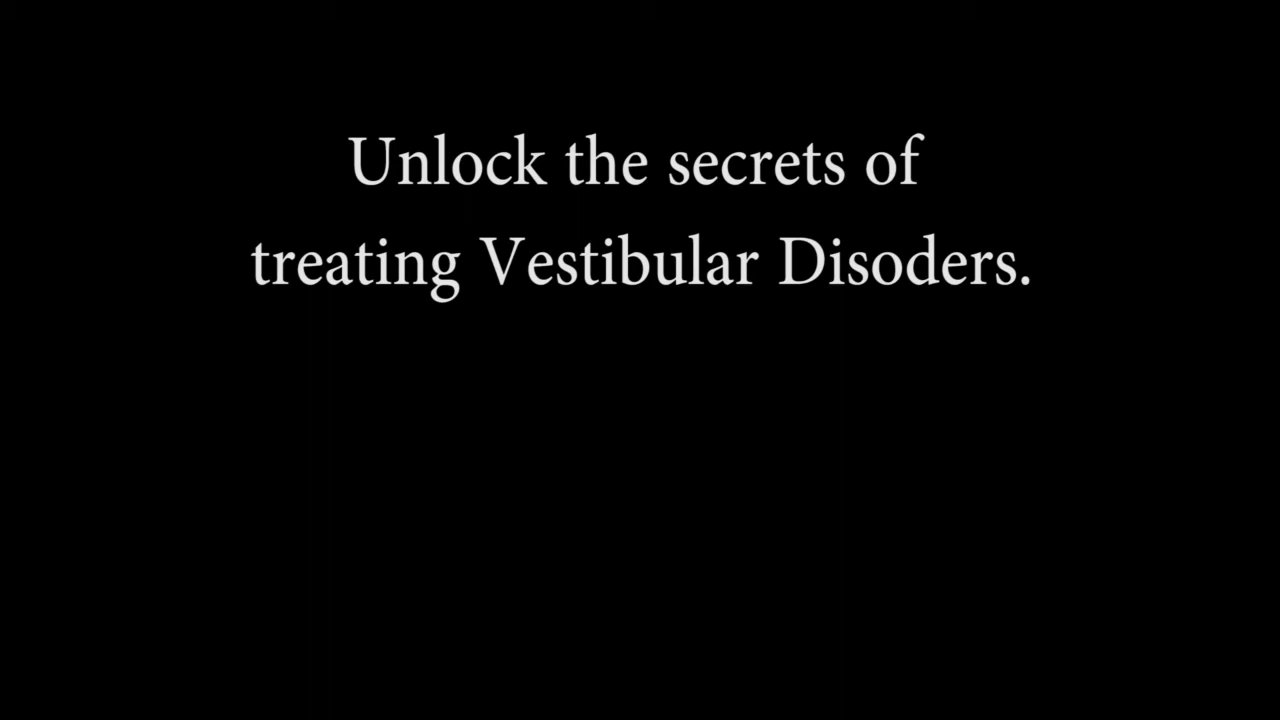 Unlock the secrets of
treating Vestibular Disoders.